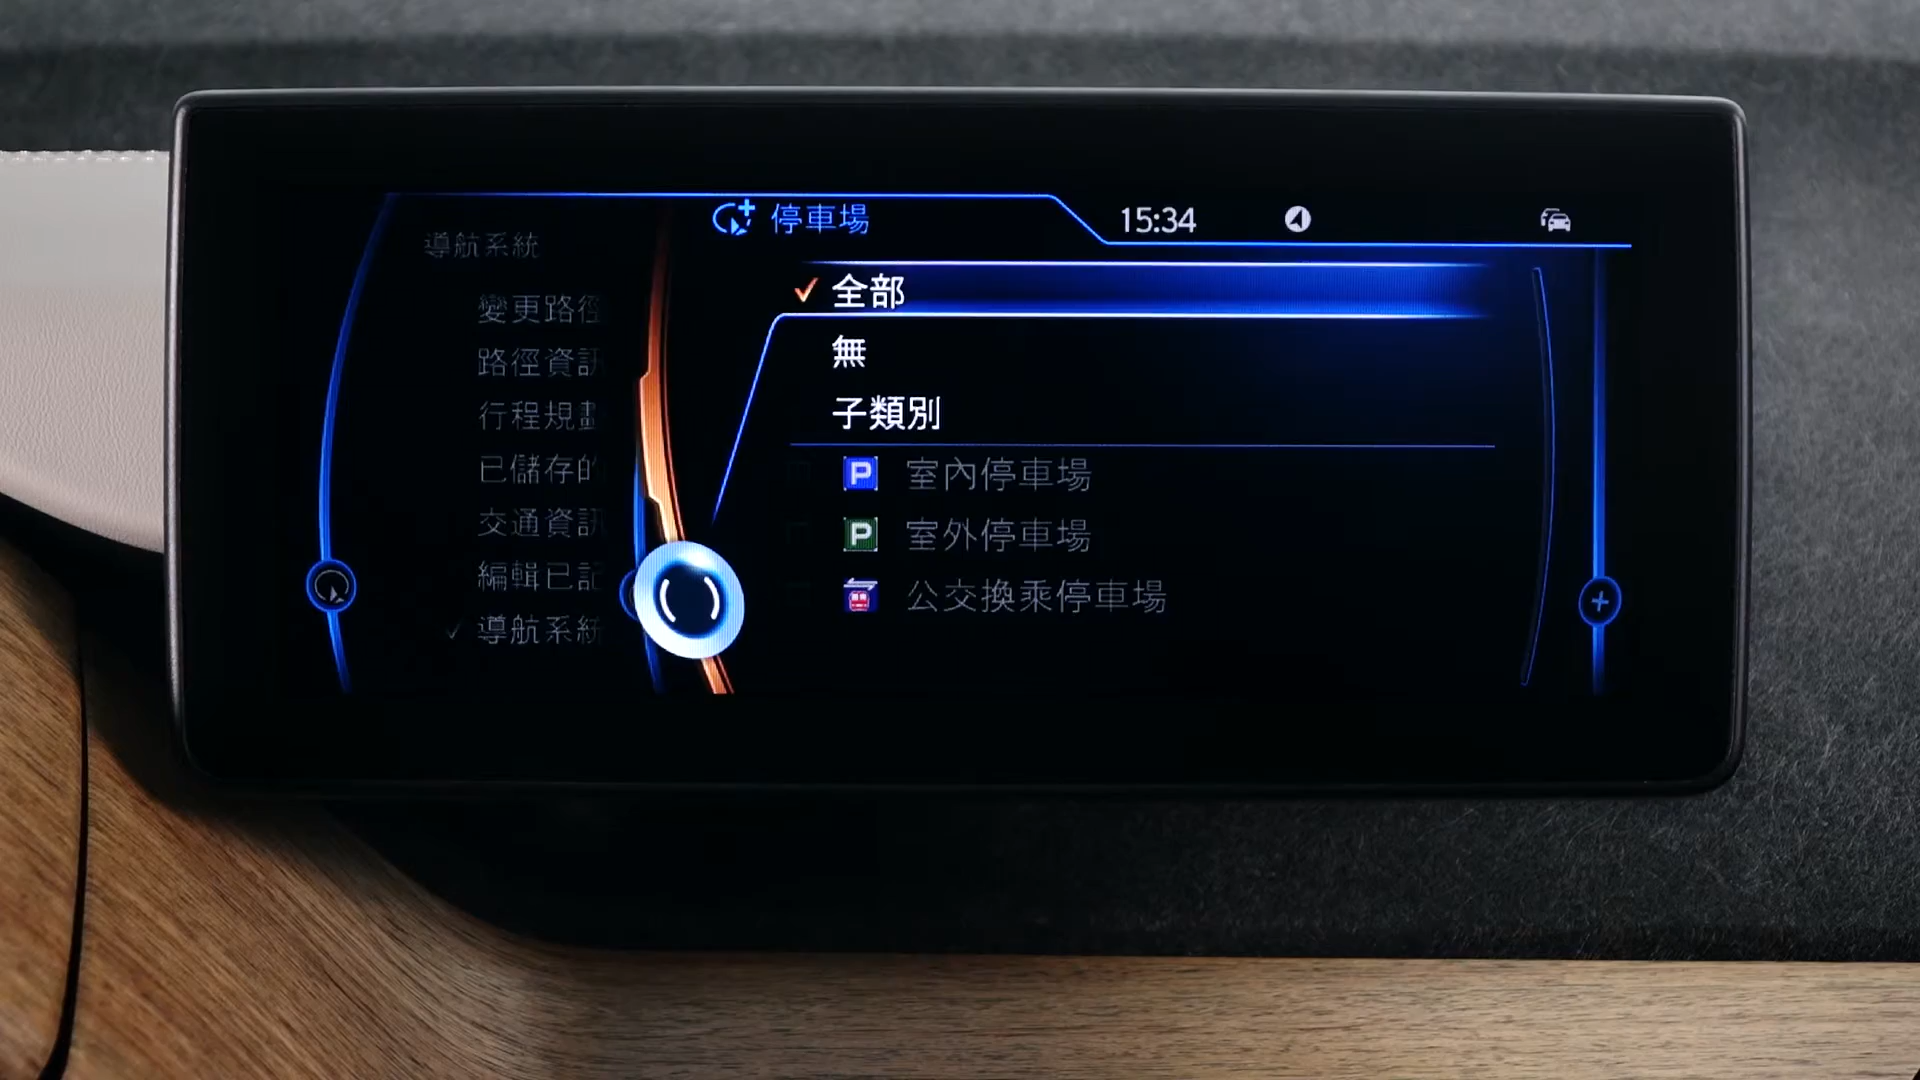 停車場
15:34
導航系統
變更路徑
路徑資訊
行程規劃
已儲存的
交通資訊
編輯已記
導航系統
全部
無
子類別
P 室內停車場
P 室外停車場
公交換乘停車場